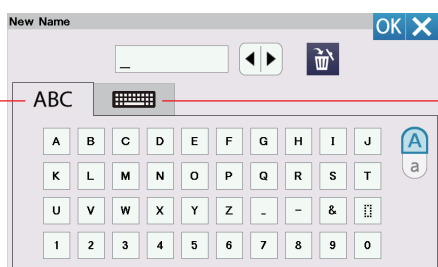 New Name
OK
_
ABC
A B C D E F G H I J
A
K L M N O P Q R S T
a
U V W X Y Z _ - &
1 2 3 4 5 6 7 8 9 0